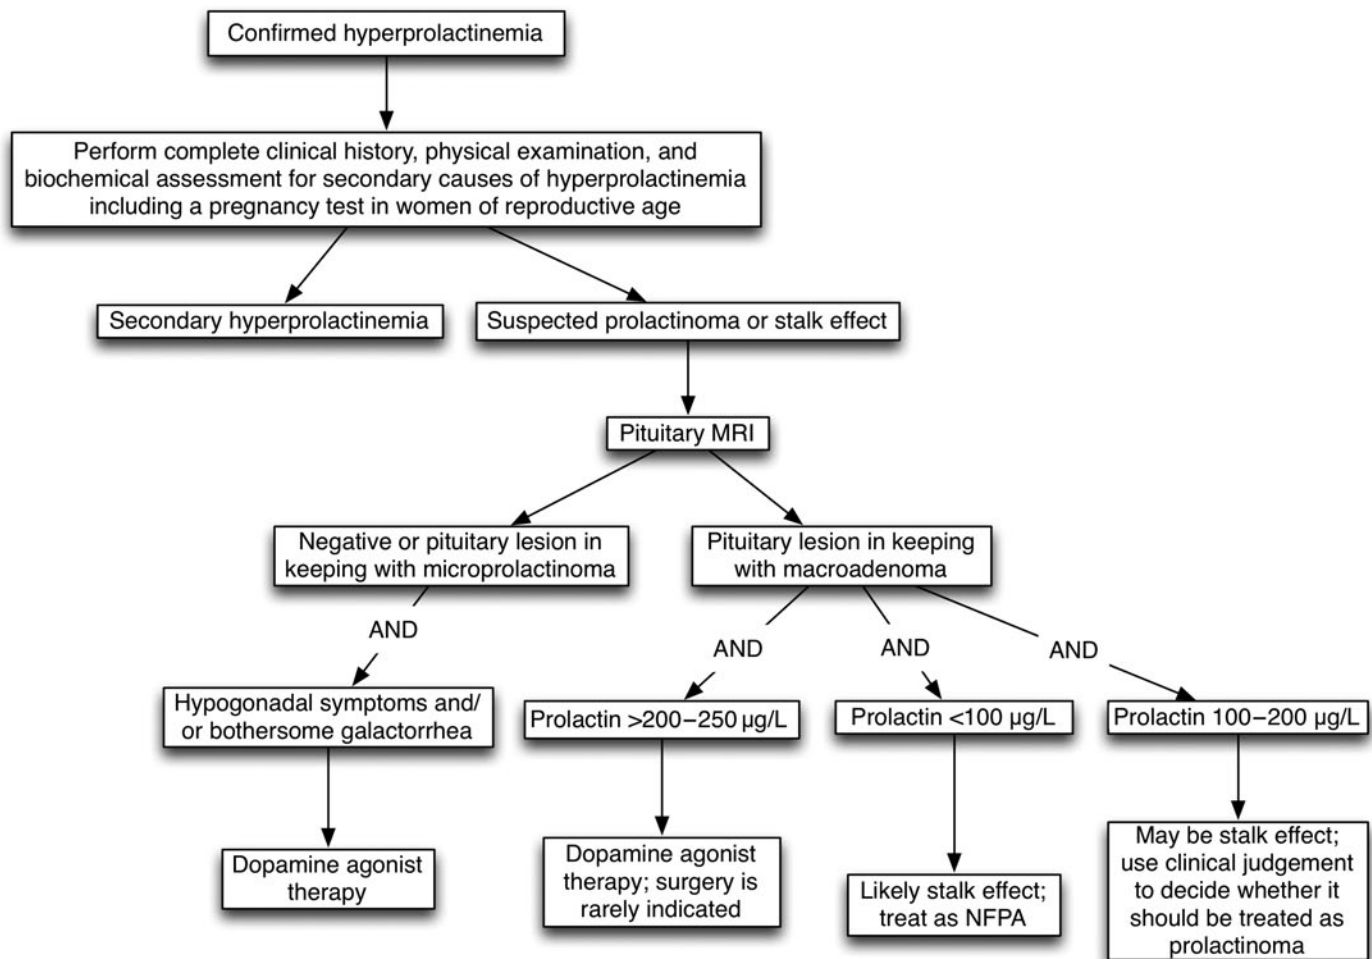 Confirmed hyperprolactinemia
Perform complete clinical history, physical examination, and
biochemical assessment for secondary causes of hyperprolactinemia
including a pregnancy test in women of reproductive age
Secondary hyperprolactinemia
Suspected prolactinoma or stalk effect
Pituitary MRI
Negative or pituitary lesion in
keeping with microprolactinoma
Pituitary lesion in keeping
with macroadenoma
AND
AND
AND
AND
Hypogonadal symptoms and/
or bothersome galactorrhea
Prolactin >200–250 µg/L
Prolactin <100 µg/L
Prolactin 100–200 µg/L
Dopamine agonist
therapy
Dopamine agonist
therapy; surgery is
rarely indicated
Likely stalk effect;
treat as NFPA
May be stalk effect;
use clinical judgement
to decide whether it
should be treated as
prolactinoma